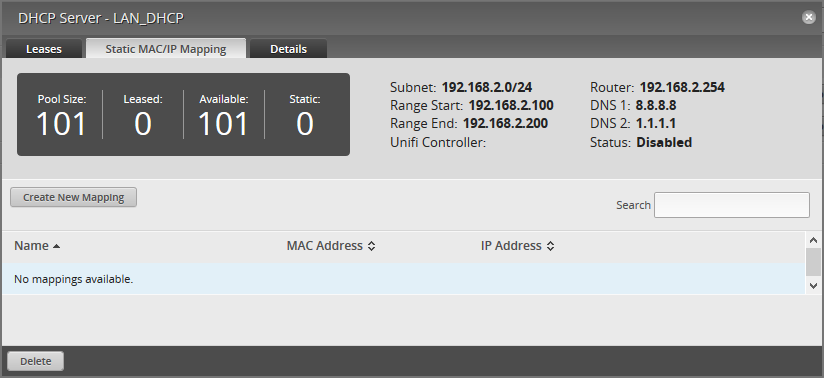 DHCP Server - LAN_DHCP
Leases Static MAC/IP Mapping Details
Pool Size: Leased: Available: Static:
101 0 101 0
Subnet: 192.168.2.0/24
Range Start: 192.168.2.100
Range End: 192.168.2.200
Unifi Controller:
Router: 192.168.2.254
DNS 1: 8.8.8.8
DNS 2: 1.1.1.1
Status: Disabled
Create New Mapping
Search
Name MAC Address IP Address
No mappings available.
Delete